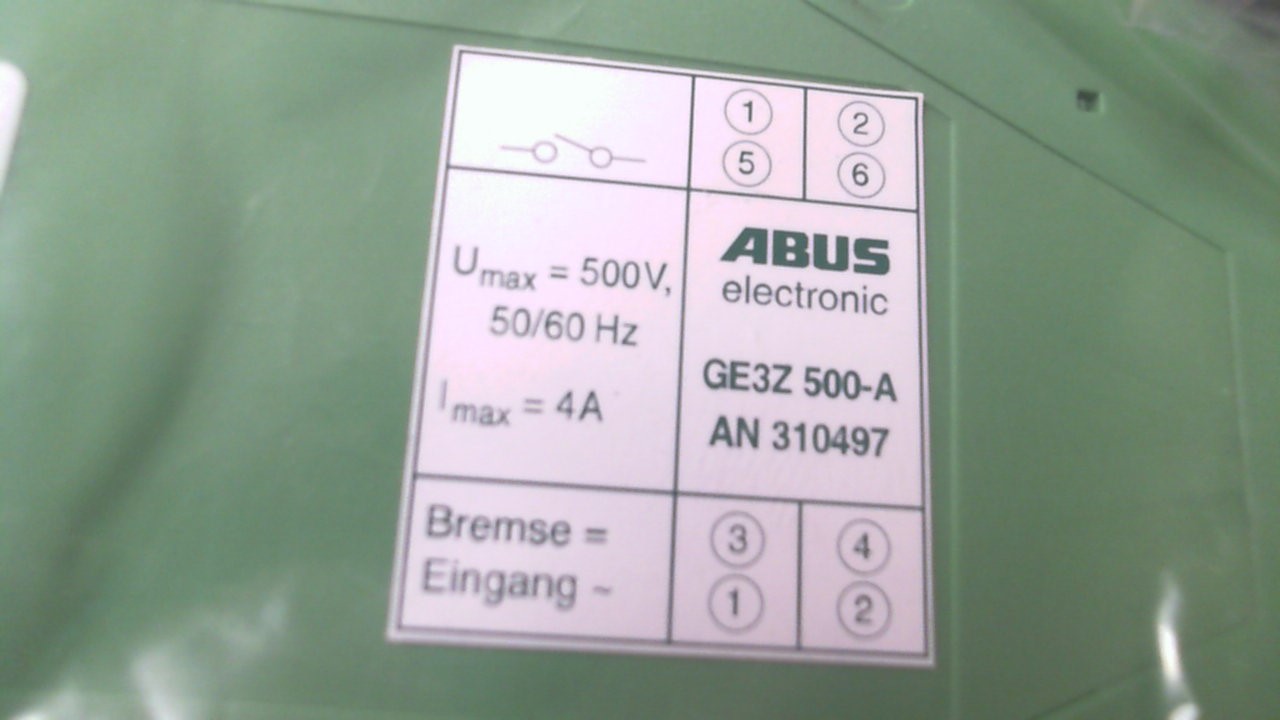 ① ②
⑤ ⑥
Umax = 500V,
50/60 Hz
Imax = 4A
ABUS
electronic
GE3Z 500-A
AN 310497
Bremse = ③ ④
Eingang ~ ① ②